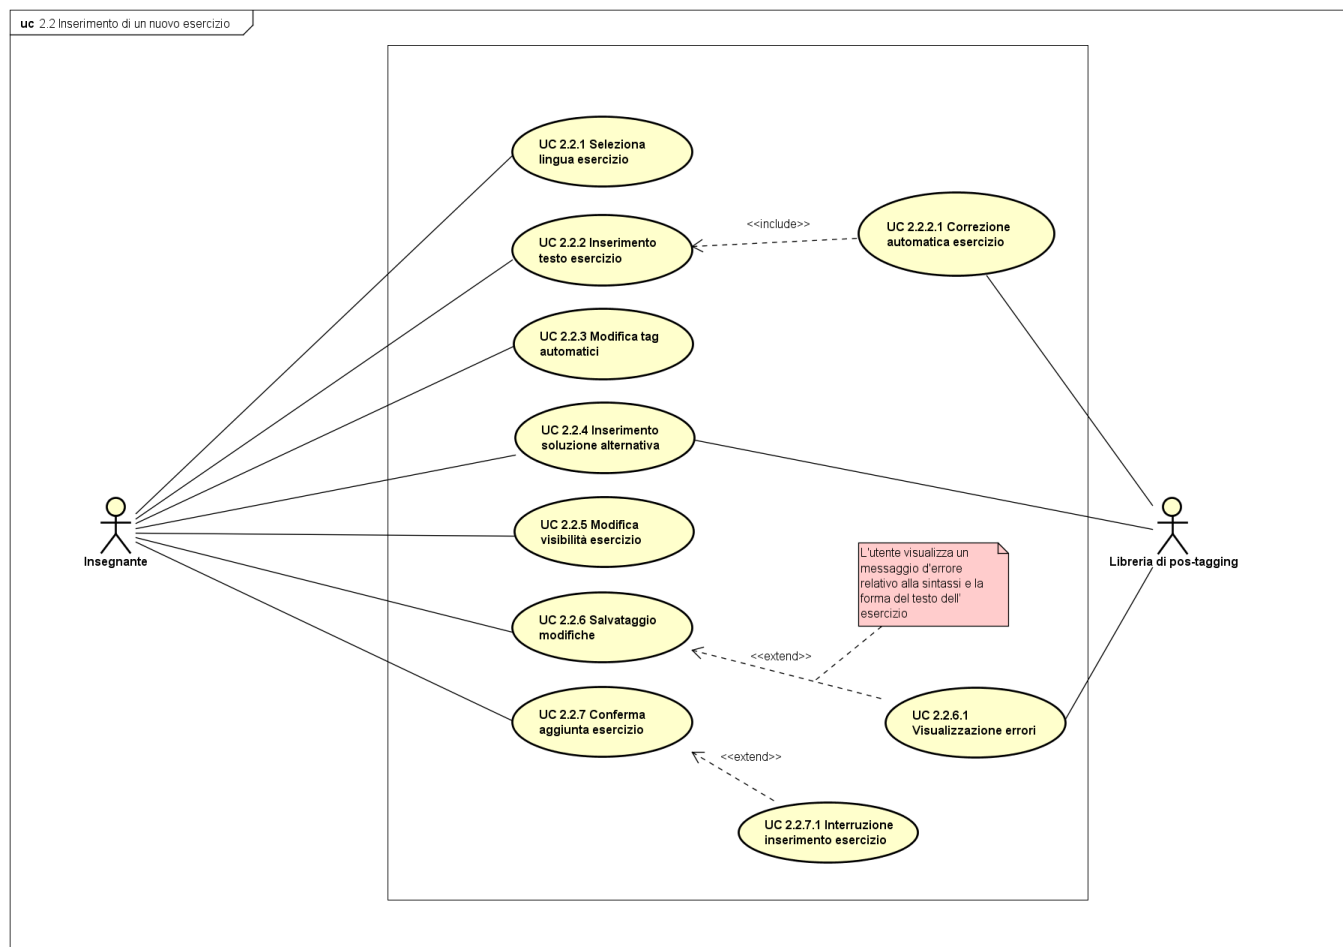 uc 2.2 Inserimento di un nuovo esercizio
UC 2.2.1 Seleziona
lingua esercizio
<<include>>
UC 2.2.2.1 Correzione
automatica esercizio
UC 2.2.2 Inserimento
testo esercizio
UC 2.2.3 Modifica tag
automatici
UC 2.2.4 Inserimento
soluzione alternativa
UC 2.2.5 Modifica
visibilità esercizio
Insegnante
Libreria di pos-tagging
L'utente visualizza un
messaggio d'errore
relativo alla sintassi e la
forma del testo dell'
esercizio
UC 2.2.6 Salvataggio
modifiche
<<extend>>
UC 2.2.6.1
Visualizzazione errori
UC 2.2.7 Conferma
aggiunta esercizio
<<extend>>
UC 2.2.7.1 Interruzione
inserimento esercizio